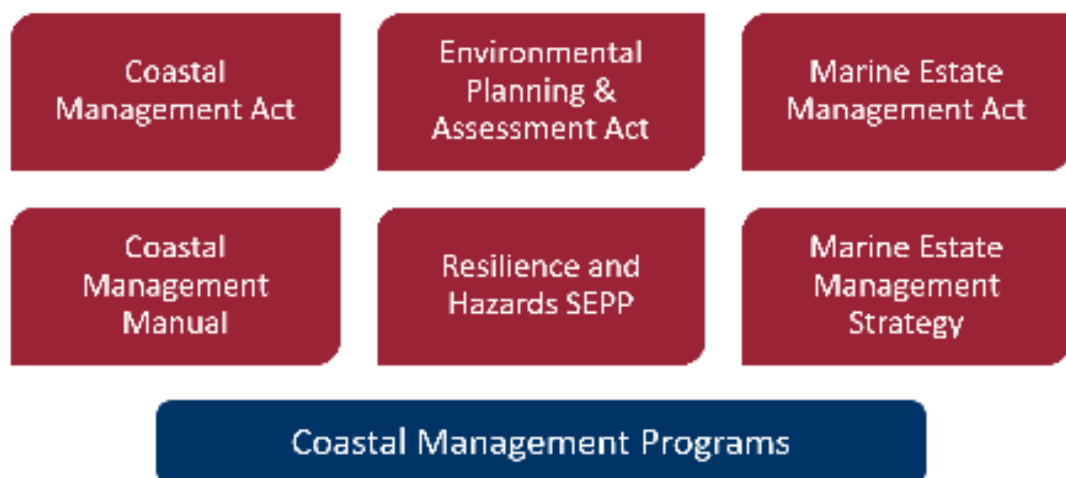 Coastal
Management Act
Environmental
Planning &
Assessment Act
Marine Estate
Management Act
Coastal
Management
Manual
Resilience and
Hazards SEPP
Marine Estate
Management
Strategy
Coastal Management Programs